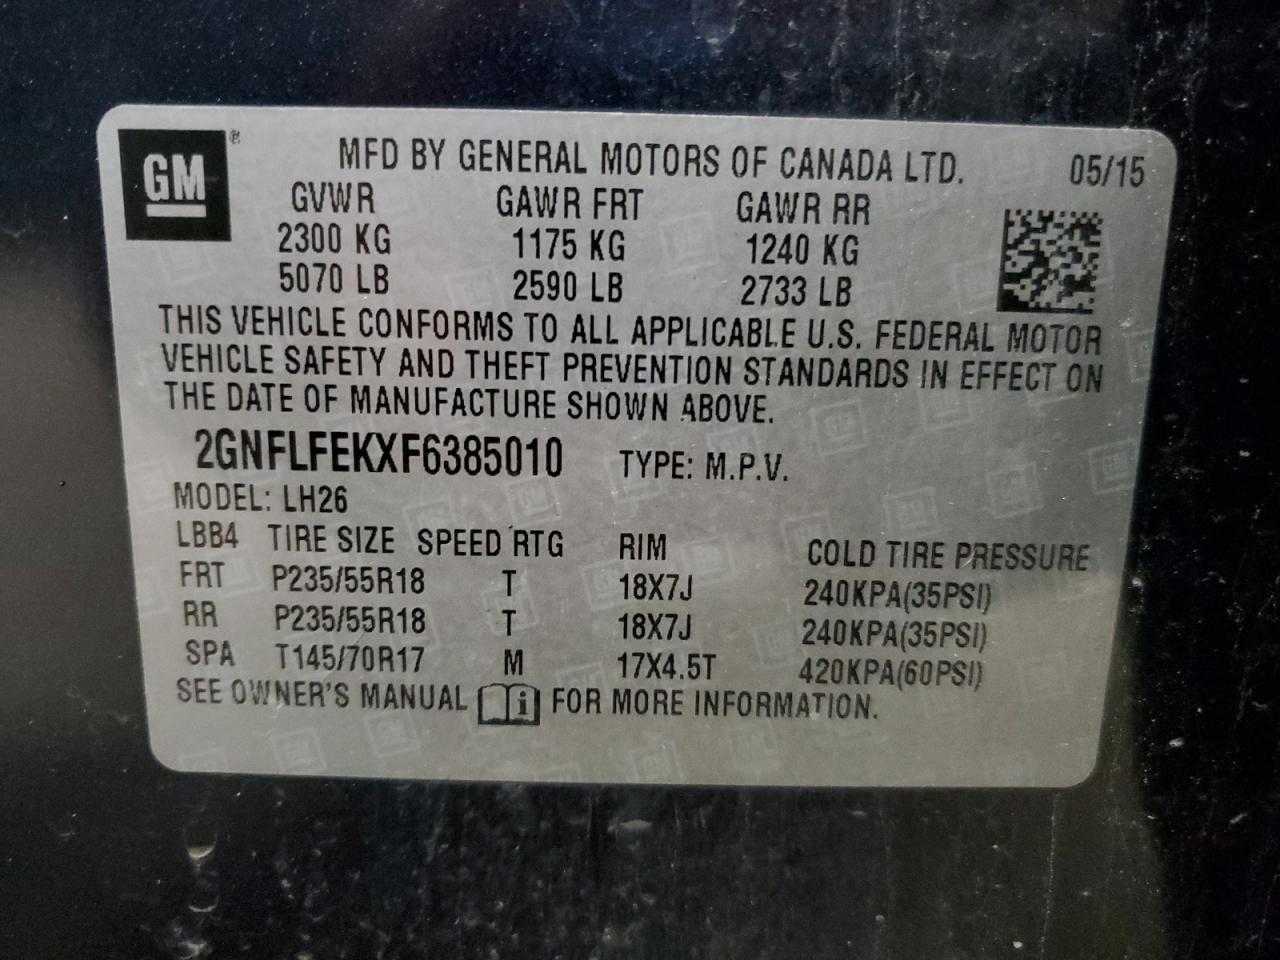 GM ®
MFD BY GENERAL MOTORS OF CANADA LTD. 05/15
GVWR GAWR FRT GAWR RR
2300 KG 1175 KG 1240 KG
5070 LB 2590 LB 2733 LB
THIS VEHICLE CONFORMS TO ALL APPLICABLE U.S. FEDERAL MOTOR
VEHICLE SAFETY AND THEFT PREVENTION STANDARDS IN EFFECT ON
THE DATE OF MANUFACTURE SHOWN ABOVE.
2GNFLFEKXF6385010 TYPE: M.P.V.
MODEL: LH26
LBB4 TIRE SIZE SPEED RTG RIM COLD TIRE PRESSURE
FRT P235/55R18 T 18X7J 240KPA(35PSI)
RR P235/55R18 T 18X7J 240KPA(35PSI)
SPA T145/70R17 M 17X4.5T 420KPA(60PSI)
SEE OWNER'S MANUAL i FOR MORE INFORMATION.